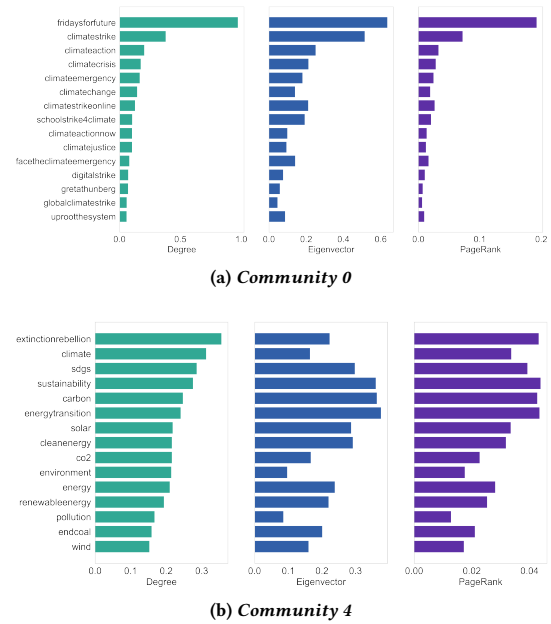 fridaysforfuture
climatestrike
climateaction
climatecrisis
climateemergency
climatechange
climatestrikeonline
schoolstrike4climate
climateactionnow
climatejustice
facetheclimateemergency
digitalstrike
gretathunberg
globalclimatestrike
uprootthesystem
0.0 0.5 1.0 0.0 0.2 0.4 0.6 0.0 0.1 0.2
Degree Eigenvector PageRank
(a) Community 0
extinctionrebellion
climate
sdgs
sustainability
carbon
energytransition
solar
cleanenergy
co2
environment
energy
renewableenergy
pollution
endcoal
wind
0.0 0.1 0.2 0.3 0.0 0.1 0.2 0.3 0.00 0.02 0.04
Degree Eigenvector PageRank
(b) Community 4